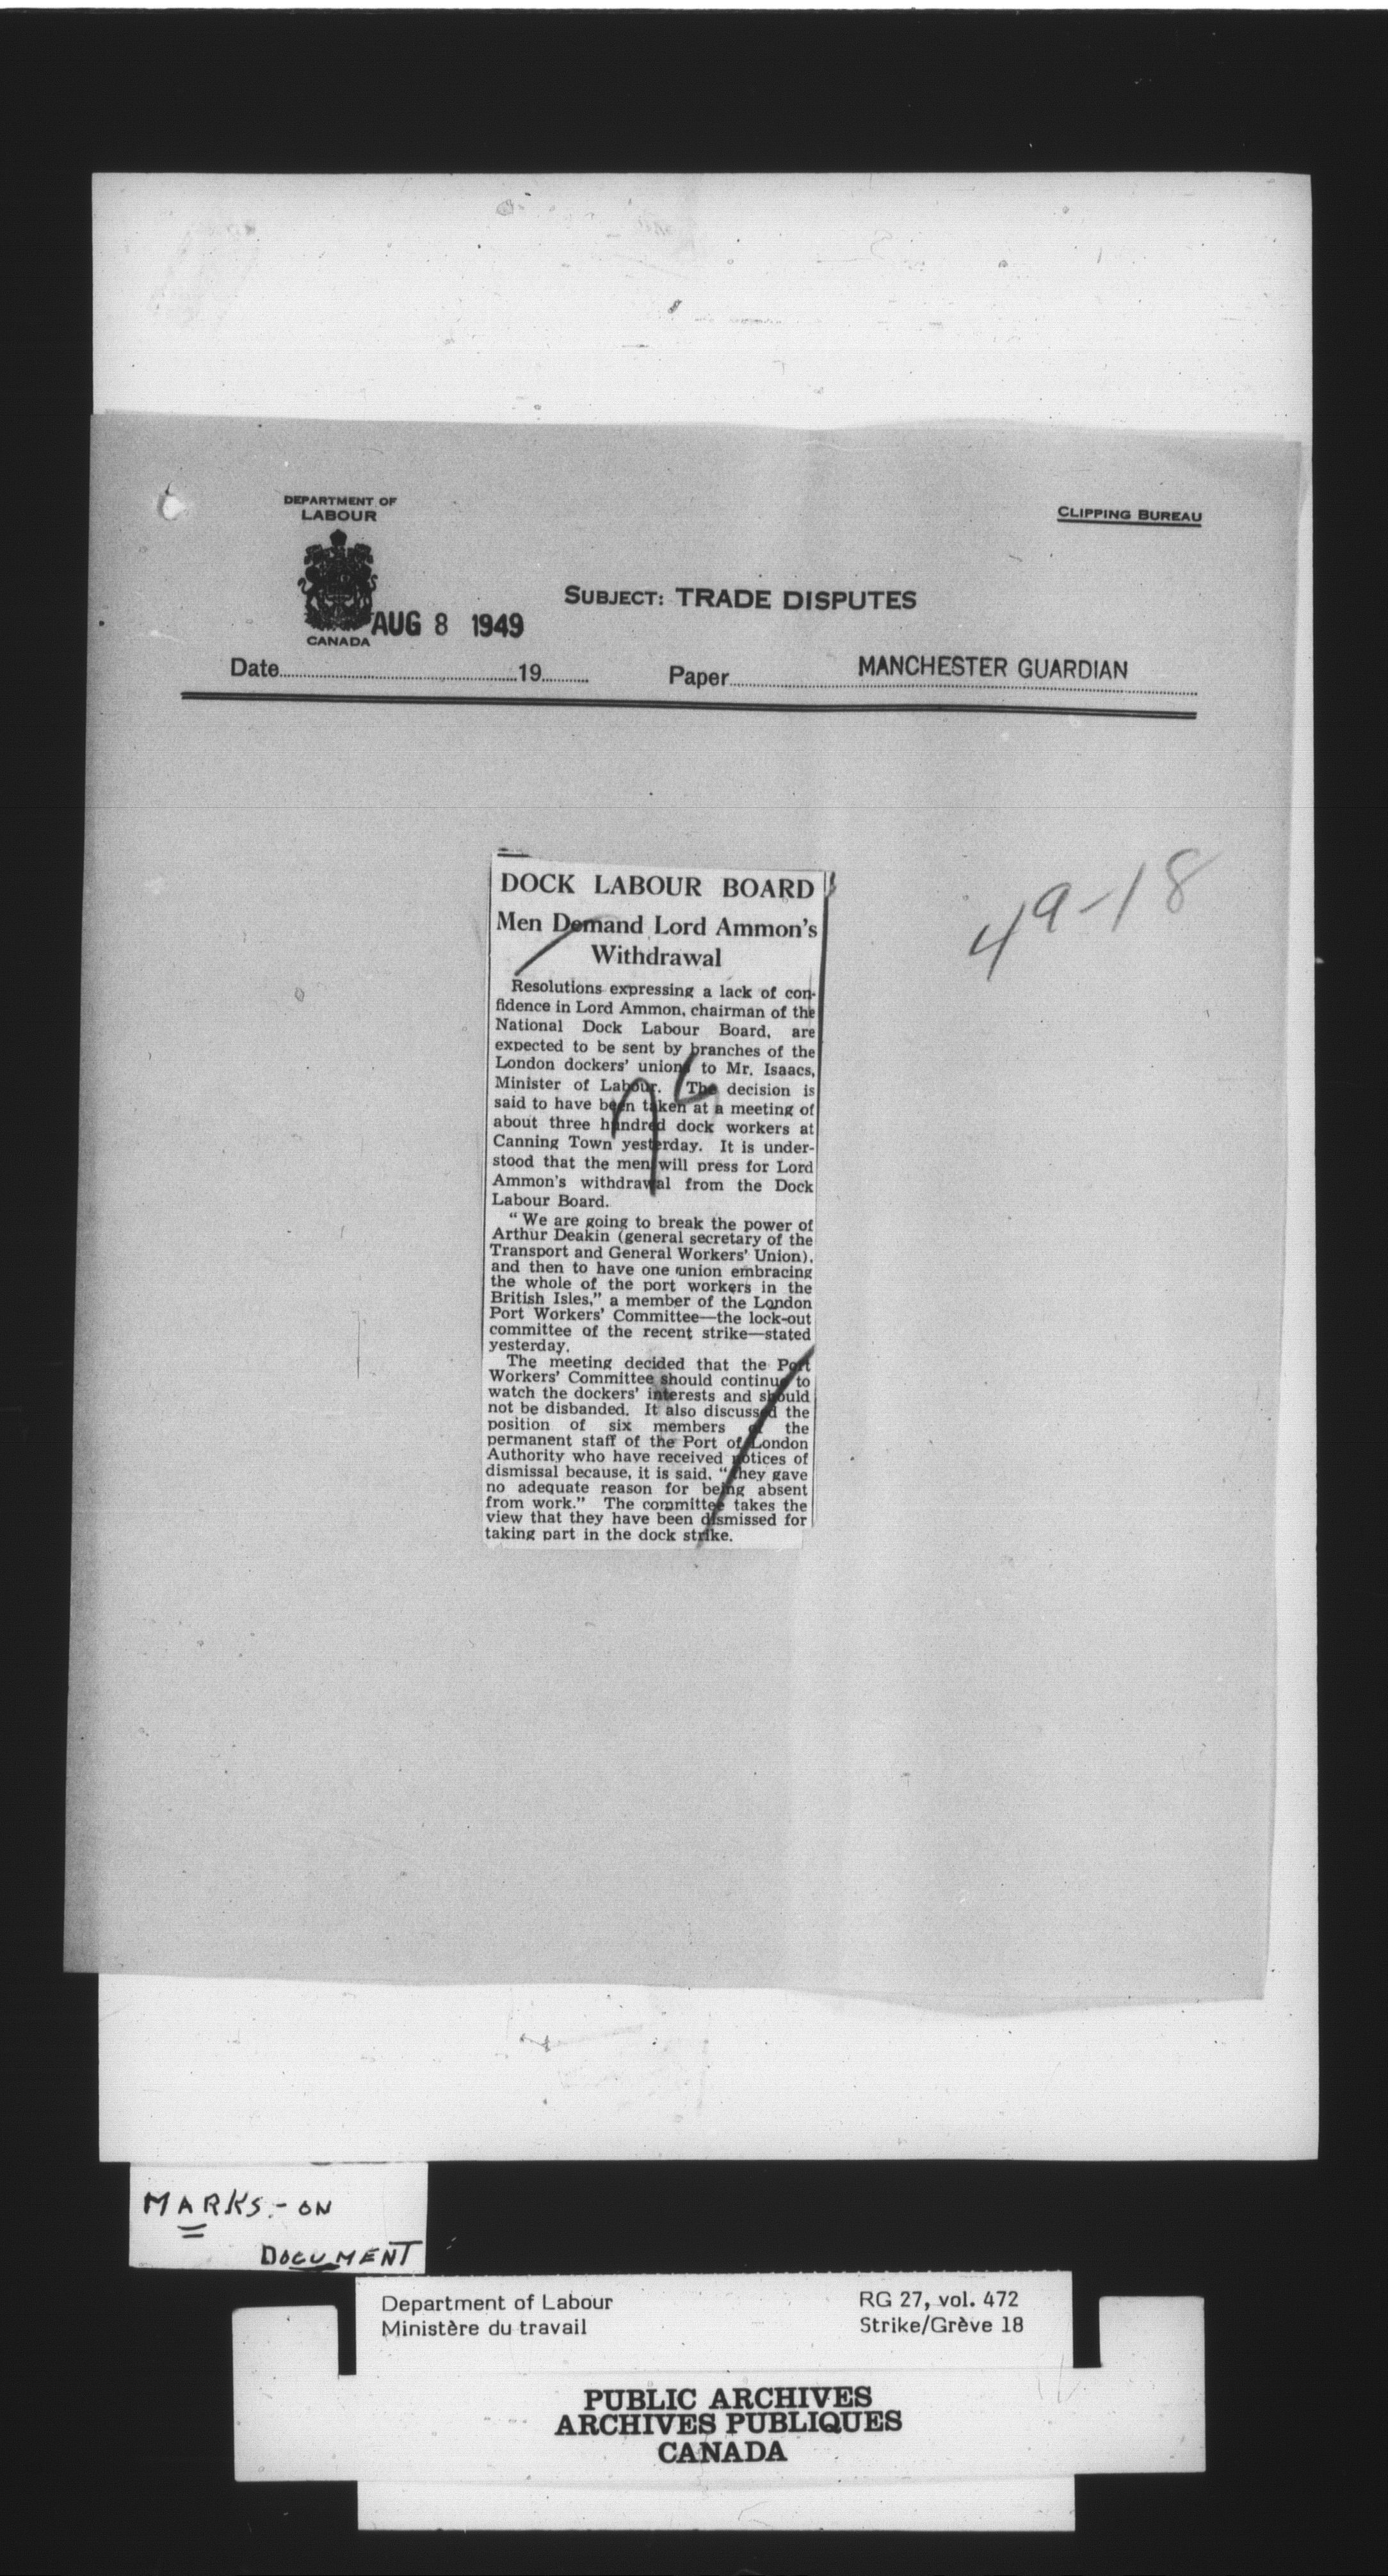 DEPARTMENT OF
LABOUR
CANADA
CLIPPING BUREAU
SUBJECT: TRADE DISPUTES
AUG 8 1949
Date 19
Paper MANCHESTER GUARDIAN
49-18
DOCK LABOUR BOARD
Men Demand Lord Ammon's
Withdrawal
Resolutions expressing a lack of con-
fidence in Lord Ammon, chairman of the
National Dock Labour Board, are
expected to be sent by branches of the
London dockers' unions to Mr. Isaacs,
Minister of Labour. The decision is
said to have been taken at a meeting of
about three hundred dock workers at
Canning Town yesterday. It is under-
stood that the men will press for Lord
Ammon's withdrawal from the Dock
Labour Board.
"We are going to break the power of
Arthur Deakin (general secretary of the
Transport and General Workers' Union),
and then to have one union embracing
the whole of the port workers in the
British Isles," a member of the London
Port Workers' Committee—the lock-out
committee of the recent strike—stated
yesterday.
The meeting decided that the Port
Workers' Committee should continue to
watch the dockers' interests and should
not be disbanded. It also discussed the
position of six members of the
permanent staff of the Port of London
Authority who have received notices of
dismissal because, it is said, "they gave
no adequate reason for being absent
from work." The committee takes the
view that they have been dismissed for
taking part in the dock strike.
MARKS.- ON
DOCUMENT
Department of Labour
Ministère du travail
RG 27, vol. 472
Strike/Grève 18
PUBLIC ARCHIVES
ARCHIVES PUBLIQUES
CANADA